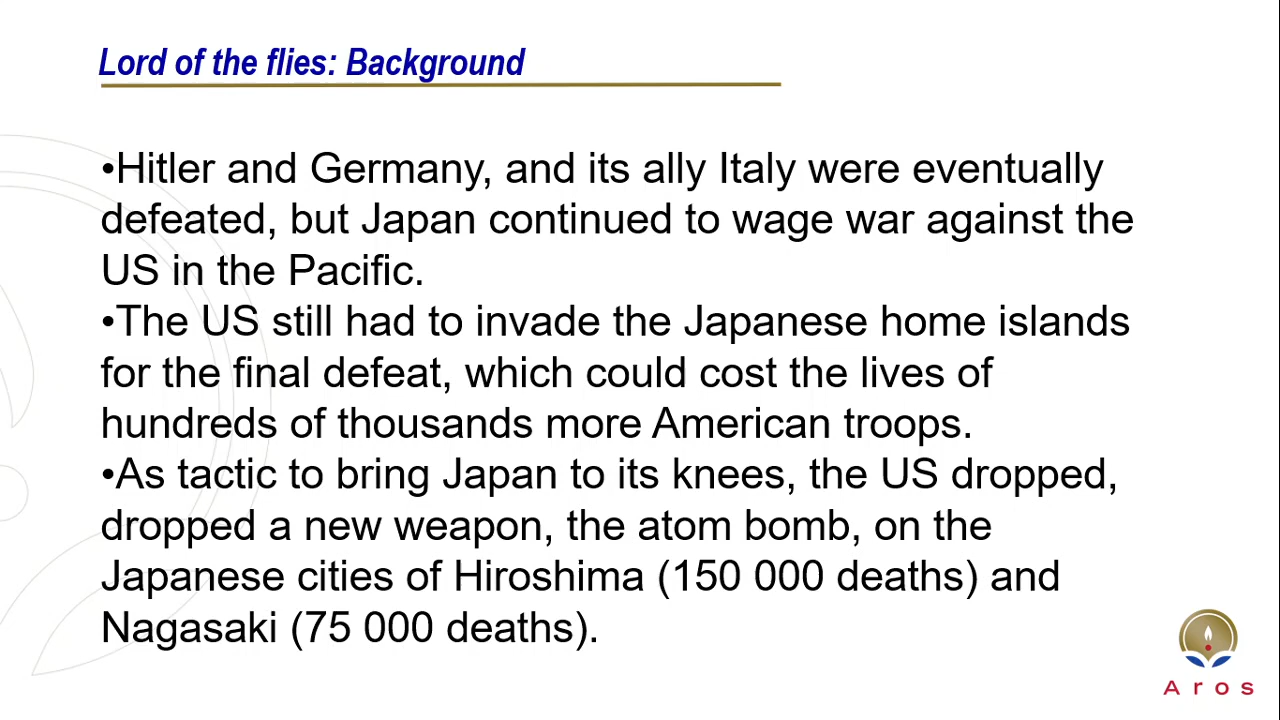 Lord of the flies: Background
•Hitler and Germany, and its ally Italy were eventually
defeated, but Japan continued to wage war against the
US in the Pacific.
•The US still had to invade the Japanese home islands
for the final defeat, which could cost the lives of
hundreds of thousands more American troops.
•As tactic to bring Japan to its knees, the US dropped,
dropped a new weapon, the atom bomb, on the
Japanese cities of Hiroshima (150 000 deaths) and
Nagasaki (75 000 deaths).
Aros